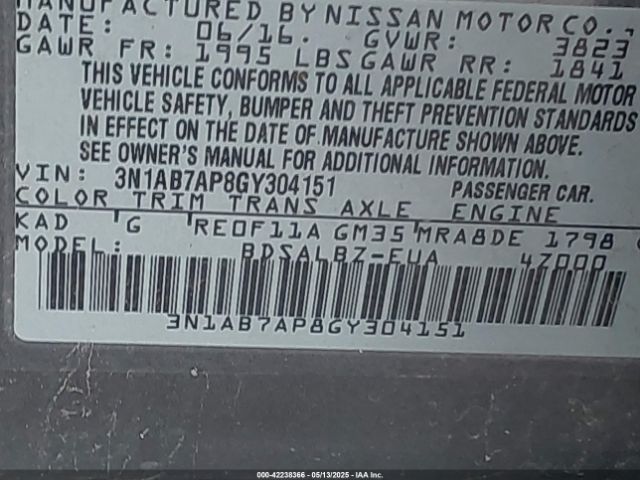 MANUFACTURED BY NISSAN MOTOR CO.,
DATE: 06/16. GVWR: 3823
GAWR FR: 1995 LBS GAWR RR: 1841
THIS VEHICLE CONFORMS TO ALL APPLICABLE FEDERAL MOTOR
VEHICLE SAFETY, BUMPER AND THEFT PREVENTION STANDARDS
IN EFFECT ON THE DATE OF MANUFACTURE SHOWN ABOVE.
SEE OWNER'S MANUAL FOR ADDITIONAL INFORMATION.
VIN: 3N1AB7AP8GY304151 PASSENGER CAR.
COLOR TRIM TRANS AXLE ENGINE
KAD G RE0F11A GM35 MRA8DE 1798
MODEL: BDSALBZ-EUA 4Z000
3N1AB7AP8GY304151
000-42238366 - 05/13/2025 - IAA Inc.